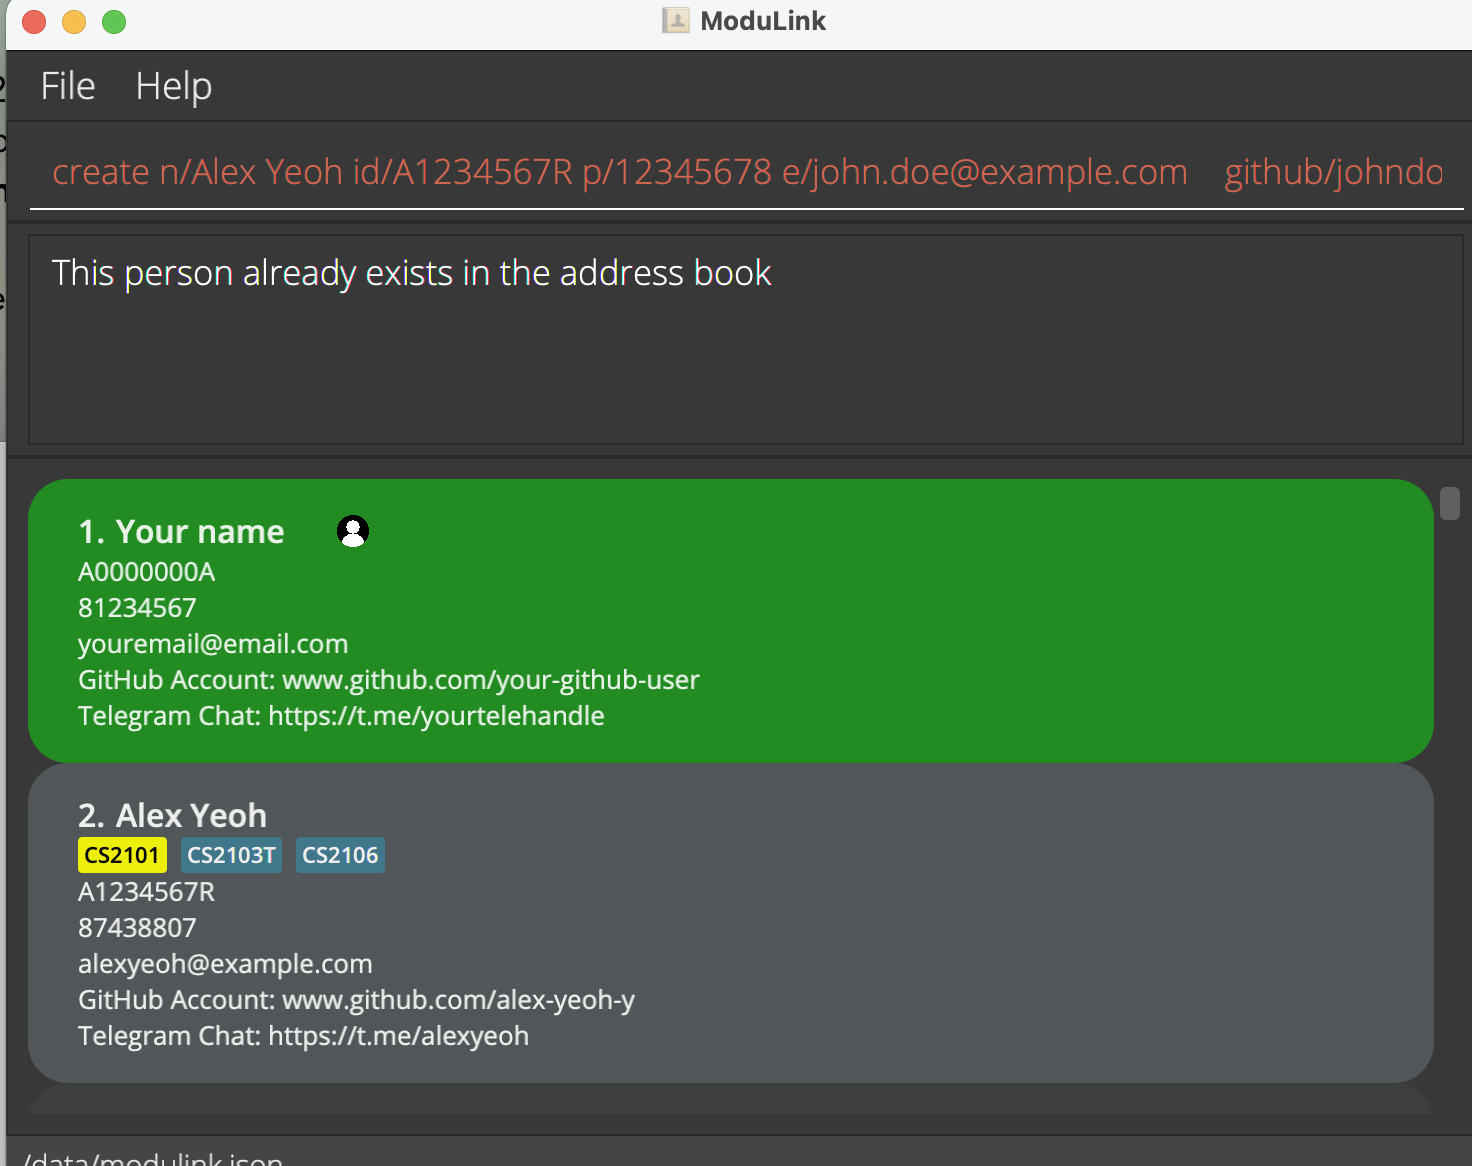 ModuLink
File Help
create n/Alex Yeoh id/A1234567R p/12345678 e/john.doe@example.com github/johndo
This person already exists in the address book
1. Your name
A0000000A
81234567
youremail@email.com
GitHub Account: www.github.com/your-github-user
Telegram Chat: https://t.me/yourtelehandle
2. Alex Yeoh
CS2101 CS2103T CS2106
A1234567R
87438807
alexyeoh@example.com
GitHub Account: www.github.com/alex-yeoh-y
Telegram Chat: https://t.me/alexyeoh
/data/modulink.json